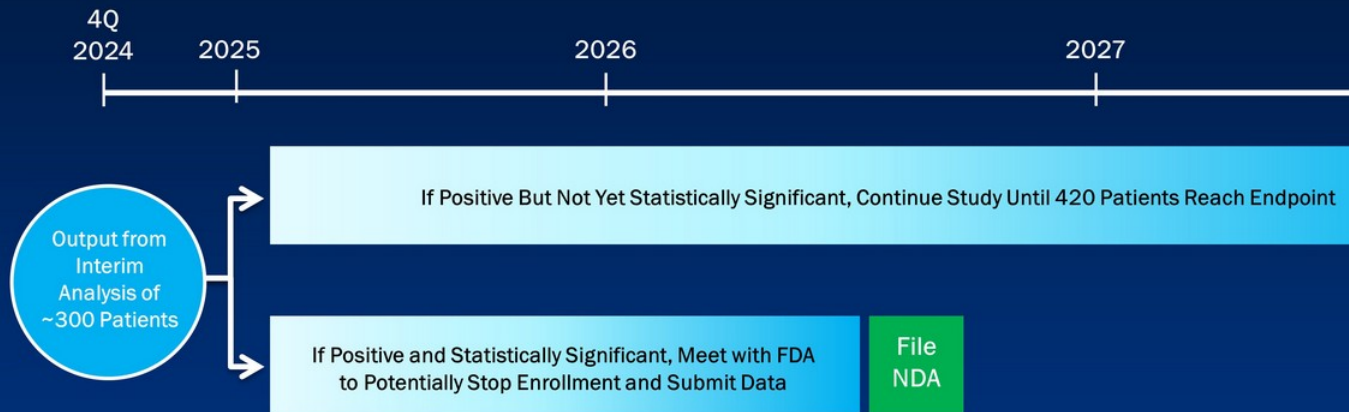 4Q
2024
2025
2026
2027
Output from
Interim
Analysis of
~300 Patients
If Positive But Not Yet Statistically Significant, Continue Study Until 420 Patients Reach Endpoint
If Positive and Statistically Significant, Meet with FDA
to Potentially Stop Enrollment and Submit Data
File
NDA